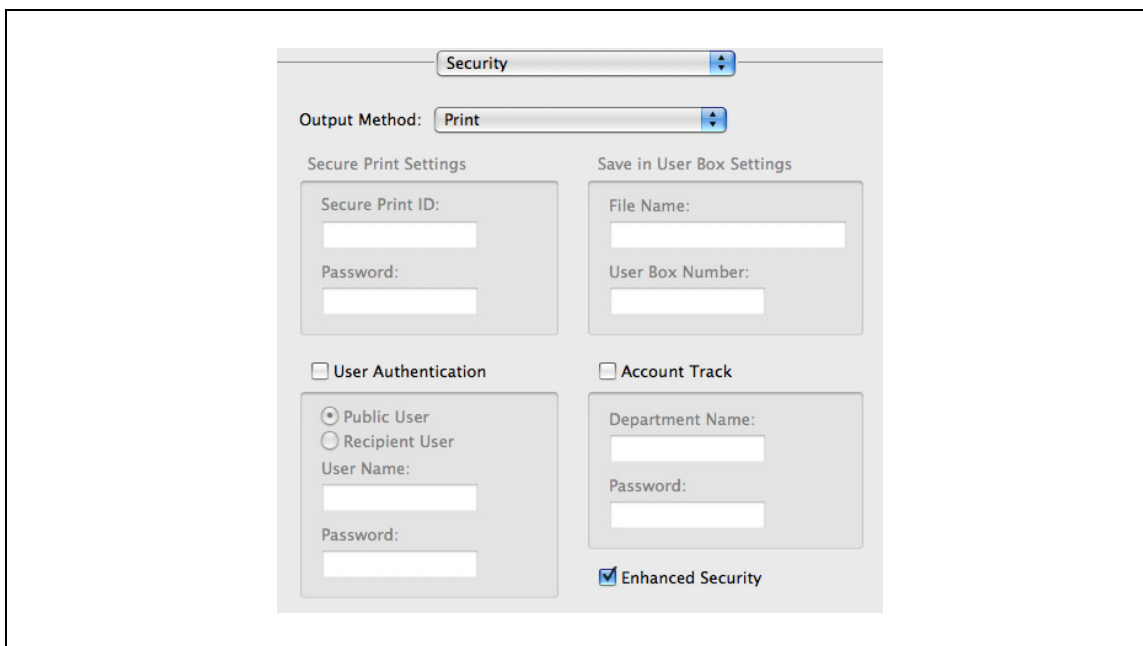 Security
Output Method: Print
Secure Print Settings
Secure Print ID:
Password:
Save in User Box Settings
File Name:
User Box Number:
User Authentication
Public User
Recipient User
User Name:
Password:
Account Track
Department Name:
Password:
Enhanced Security